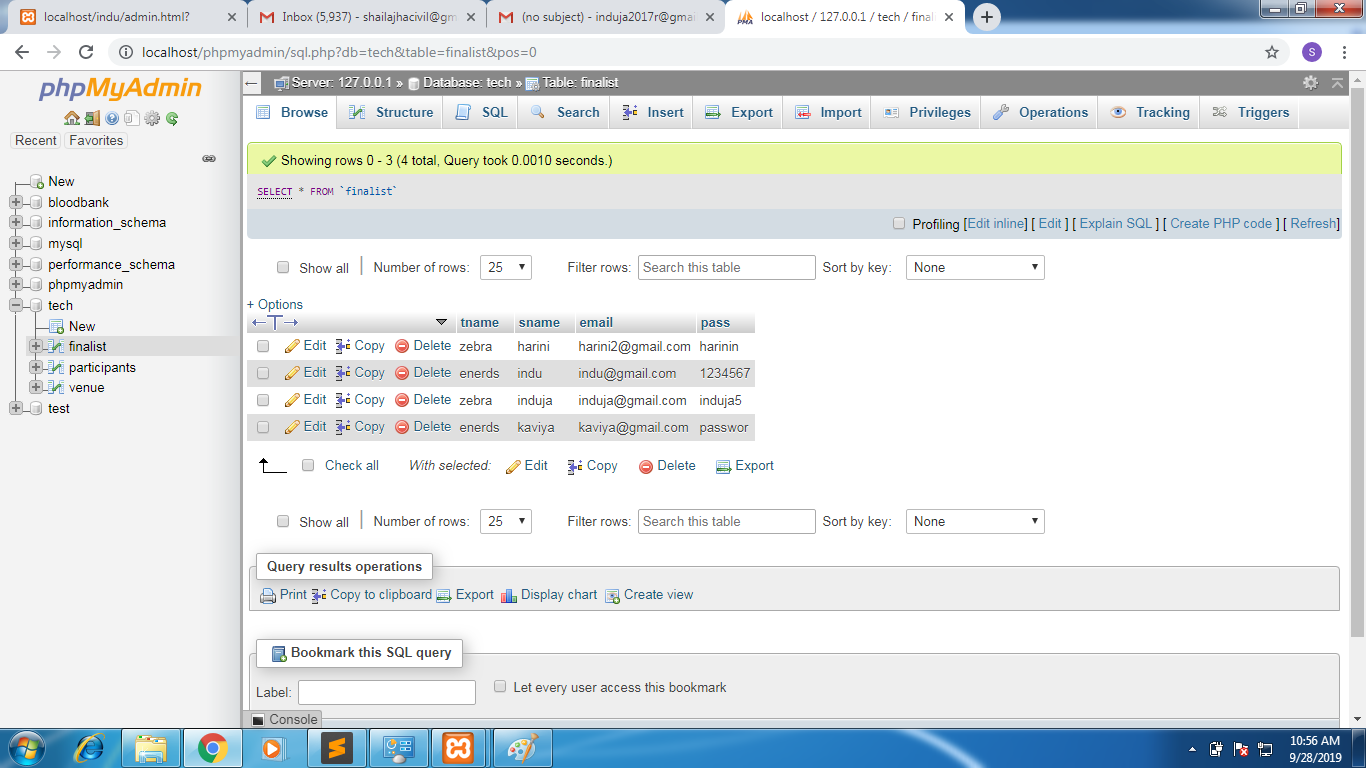 localhost/indu/admin.html?
Inbox (5,937) - shailajhacivil@gm
(no subject) - induja2017r@gmai
localhost / 127.0.0.1 / tech / final
localhost/phpmyadmin/sql.php?db=tech&table=finalist&pos=0
S
phpMyAdmin
Recent Favorites
New
bloodbank
information_schema
mysql
performance_schema
phpmyadmin
tech
New
finalist
participants
venue
test
Server: 127.0.0.1 » Database: tech » Table: finalist
Browse Structure SQL Search Insert Export Import Privileges Operations Tracking Triggers
Showing rows 0 - 3 (4 total, Query took 0.0010 seconds.)
SELECT * FROM `finalist`
Profiling [Edit inline] [ Edit ] [ Explain SQL ] [ Create PHP code ] [ Refresh]
Show all Number of rows: 25 Filter rows: Search this table Sort by key: None
+ Options
←T→ tname sname email pass
Edit Copy Delete zebra harini harini2@gmail.com harinin
Edit Copy Delete enerds indu indu@gmail.com 1234567
Edit Copy Delete zebra induja induja@gmail.com induja5
Edit Copy Delete enerds kaviya kaviya@gmail.com passwor
Check all With selected: Edit Copy Delete Export
Show all Number of rows: 25 Filter rows: Search this table Sort by key: None
Query results operations
Print Copy to clipboard Export Display chart Create view
Bookmark this SQL query
Label: Let every user access this bookmark
Console
10:56 AM
9/28/2019